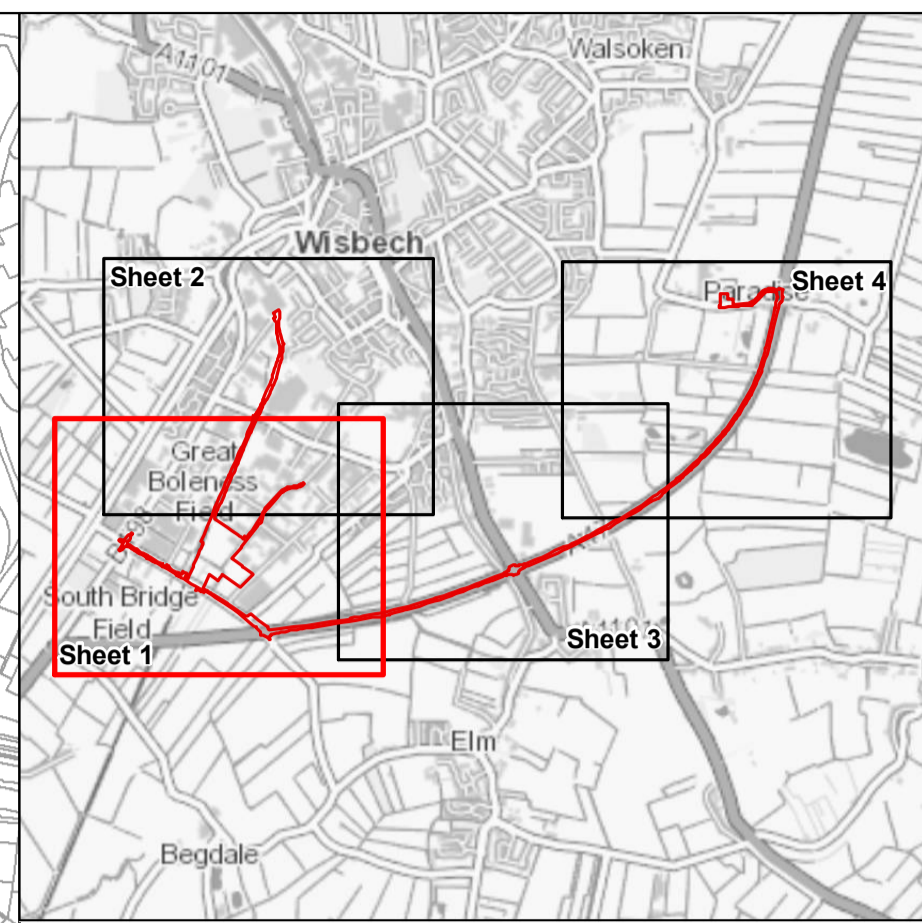 A1101
Walsoken
Wisbech
Sheet 2
Sheet 4
Paradise
Great
Boleness
Field
South Bridge
Field
Sheet 1
Sheet 3
Elm
Begdale